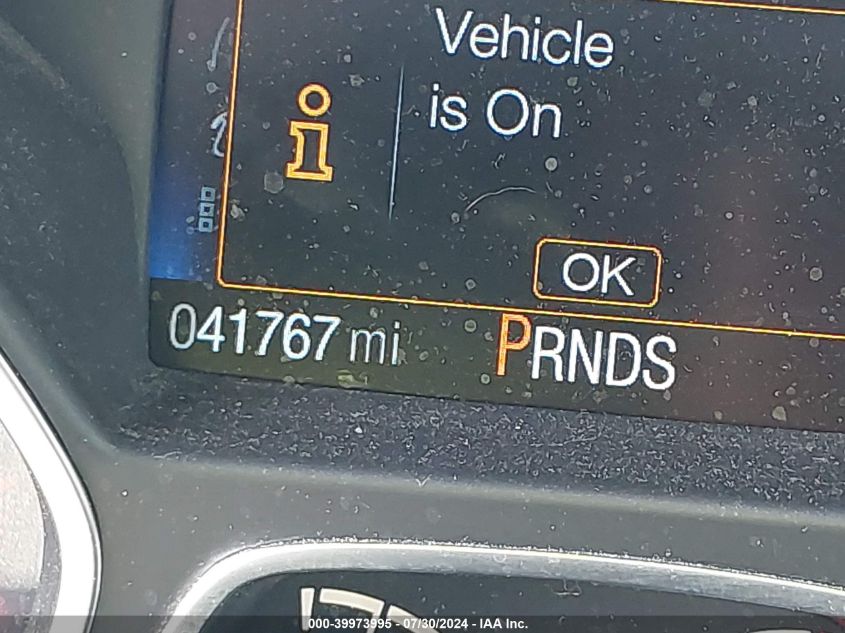 Vehicle
is On
OK
041767 mi PRNDS
000-39973995 - 07/30/2024 - IAA Inc.